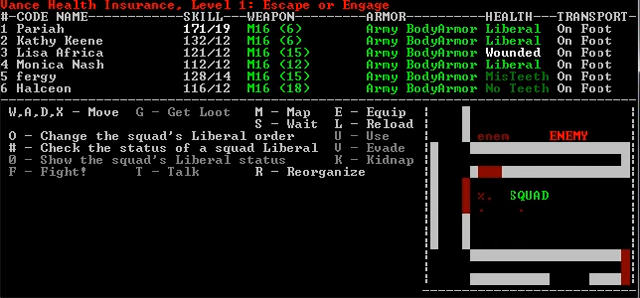 Vance Health Insurance, Level 1: Escape or Engage
#-CODE NAME SKILL WEAPON ARMOR HEALTH TRANSPORT
1 Pariah 171/19 M16 (6) Army BodyArmor Liberal On Foot
2 Kathy Keene 132/12 M16 (6) Army BodyArmor Liberal On Foot
3 Lisa Africa 121/12 M16 (15) Army BodyArmor Wounded On Foot
4 Monica Nash 112/12 M16 (12) Army BodyArmor Liberal On Foot
5 fergy 128/14 M16 (15) Army BodyArmor MisTeeth On Foot
6 Halceon 116/12 M16 (18) Army BodyArmor No Teeth On Foot
W,A,D,X - Move G - Get Loot M - Map E - Equip
S - Wait L - Reload
O - Change the squad's Liberal order U - Use
# - Check the status of a squad Liberal V - Evade
0 - Show the squad's Liberal status K - Kidnap
F - Fight! T - Talk R - Reorganize
enem ENEMY
%. SQUAD
. .